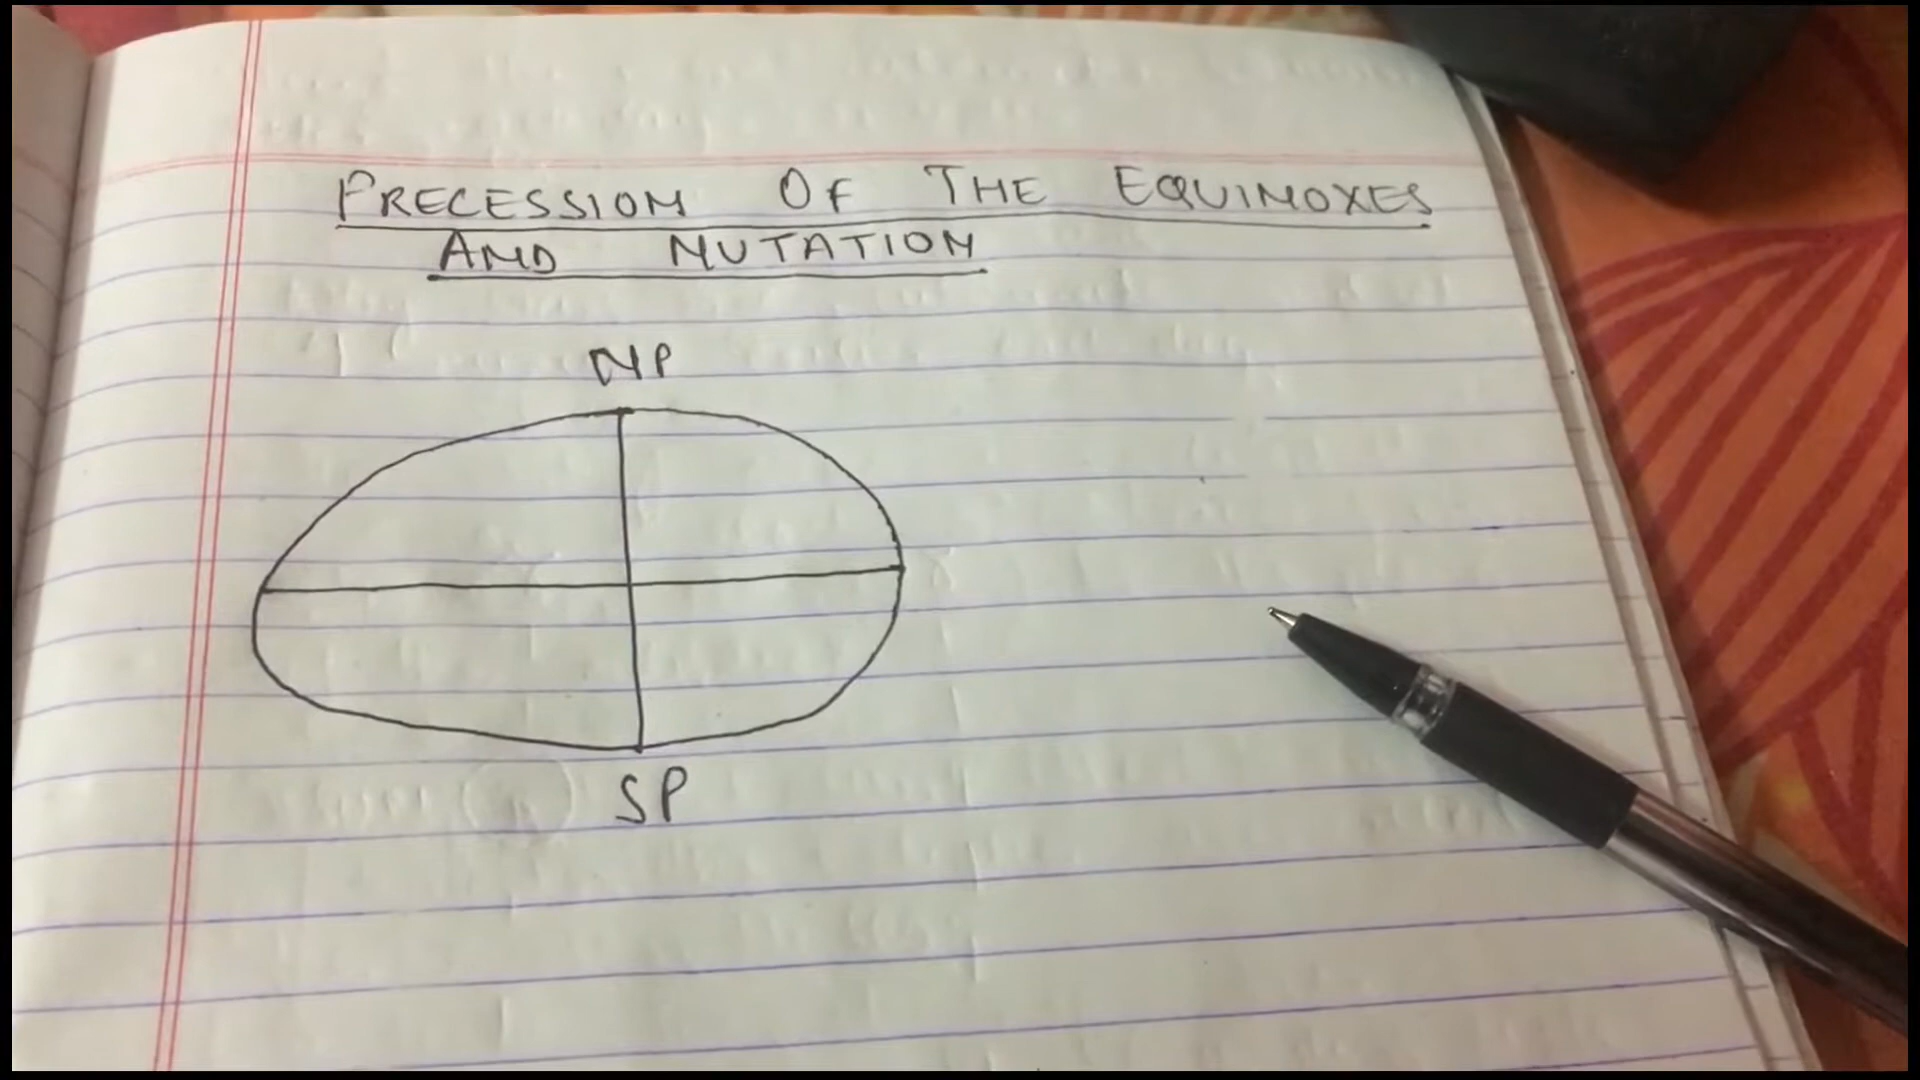 PRECESSION OF THE EQUINOXES
AND NUTATION
NP
SP